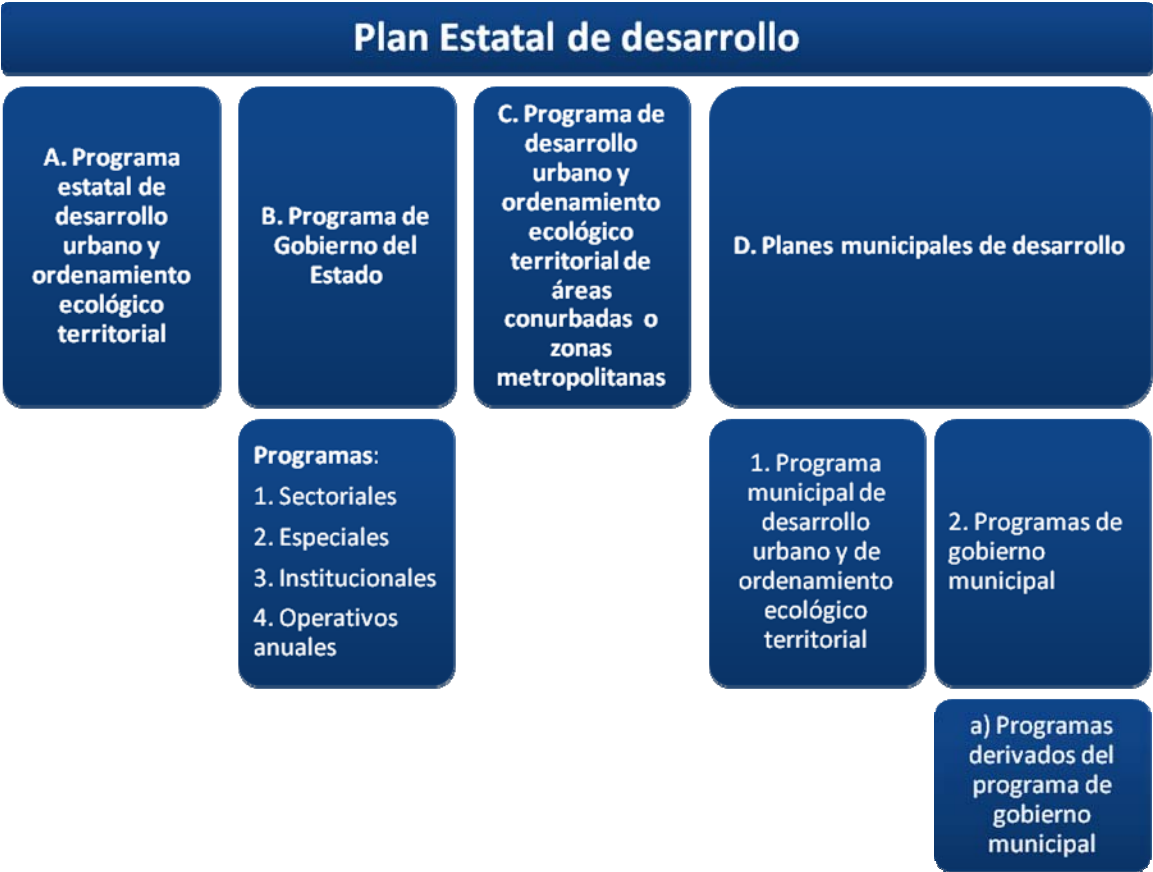 Plan Estatal de desarrollo
A. Programa
estatal de
desarrollo
urbano y
ordenamiento
ecológico
territorial
B. Programa de
Gobierno del
Estado
C. Programa de
desarrollo
urbano y
ordenamiento
ecológico
territorial de
áreas
conurbadas o
zonas
metropolitanas
D. Planes municipales de desarrollo
Programas:
1. Sectoriales
2. Especiales
3. Institucionales
4. Operativos
anuales
1. Programa
municipal de
desarrollo
urbano y de
ordenamiento
ecológico
territorial
2. Programas de
gobierno
municipal
a) Programas
derivados del
programa de
gobierno
municipal